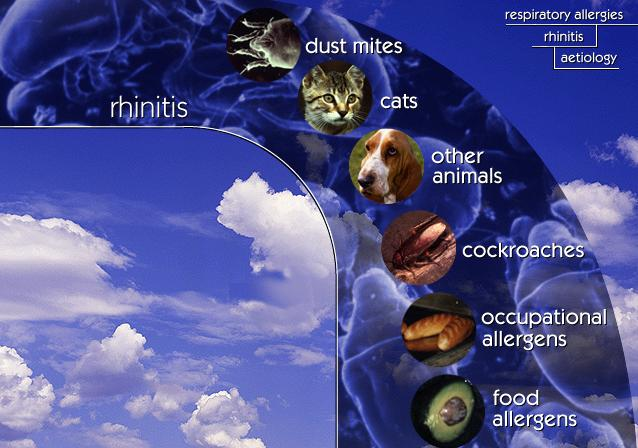 respiratory allergies
rhinitis
aetiology
rhinitis
dust mites
cats
other
animals
cockroaches
occupational
allergens
food
allergens